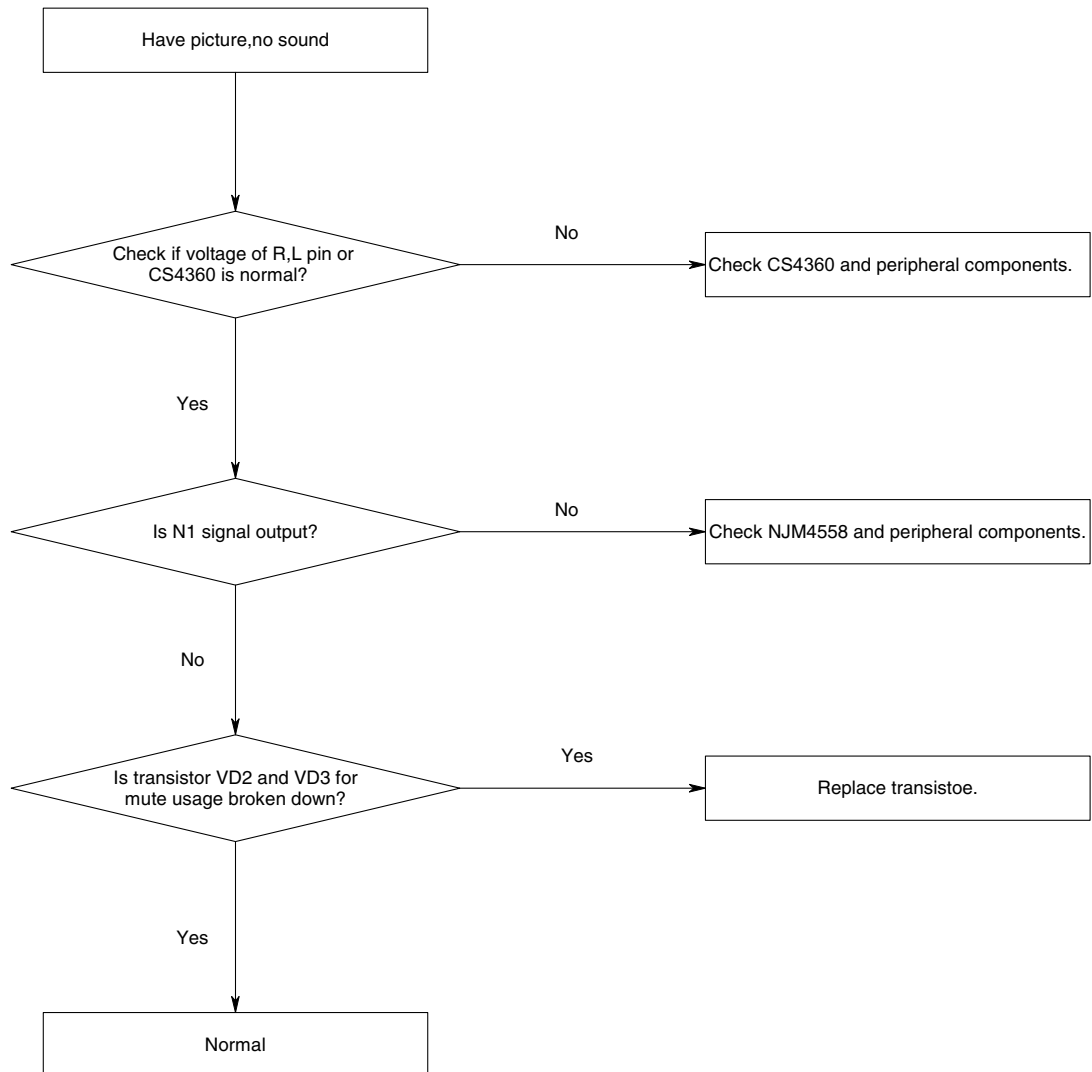 Have picture,no sound
Check if voltage of R,L pin or
CS4360 is normal?
No
Check CS4360 and peripheral components.
Yes
Is N1 signal output?
No
Check NJM4558 and peripheral components.
No
Is transistor VD2 and VD3 for
mute usage broken down?
Yes
Replace transistoe.
Yes
Normal